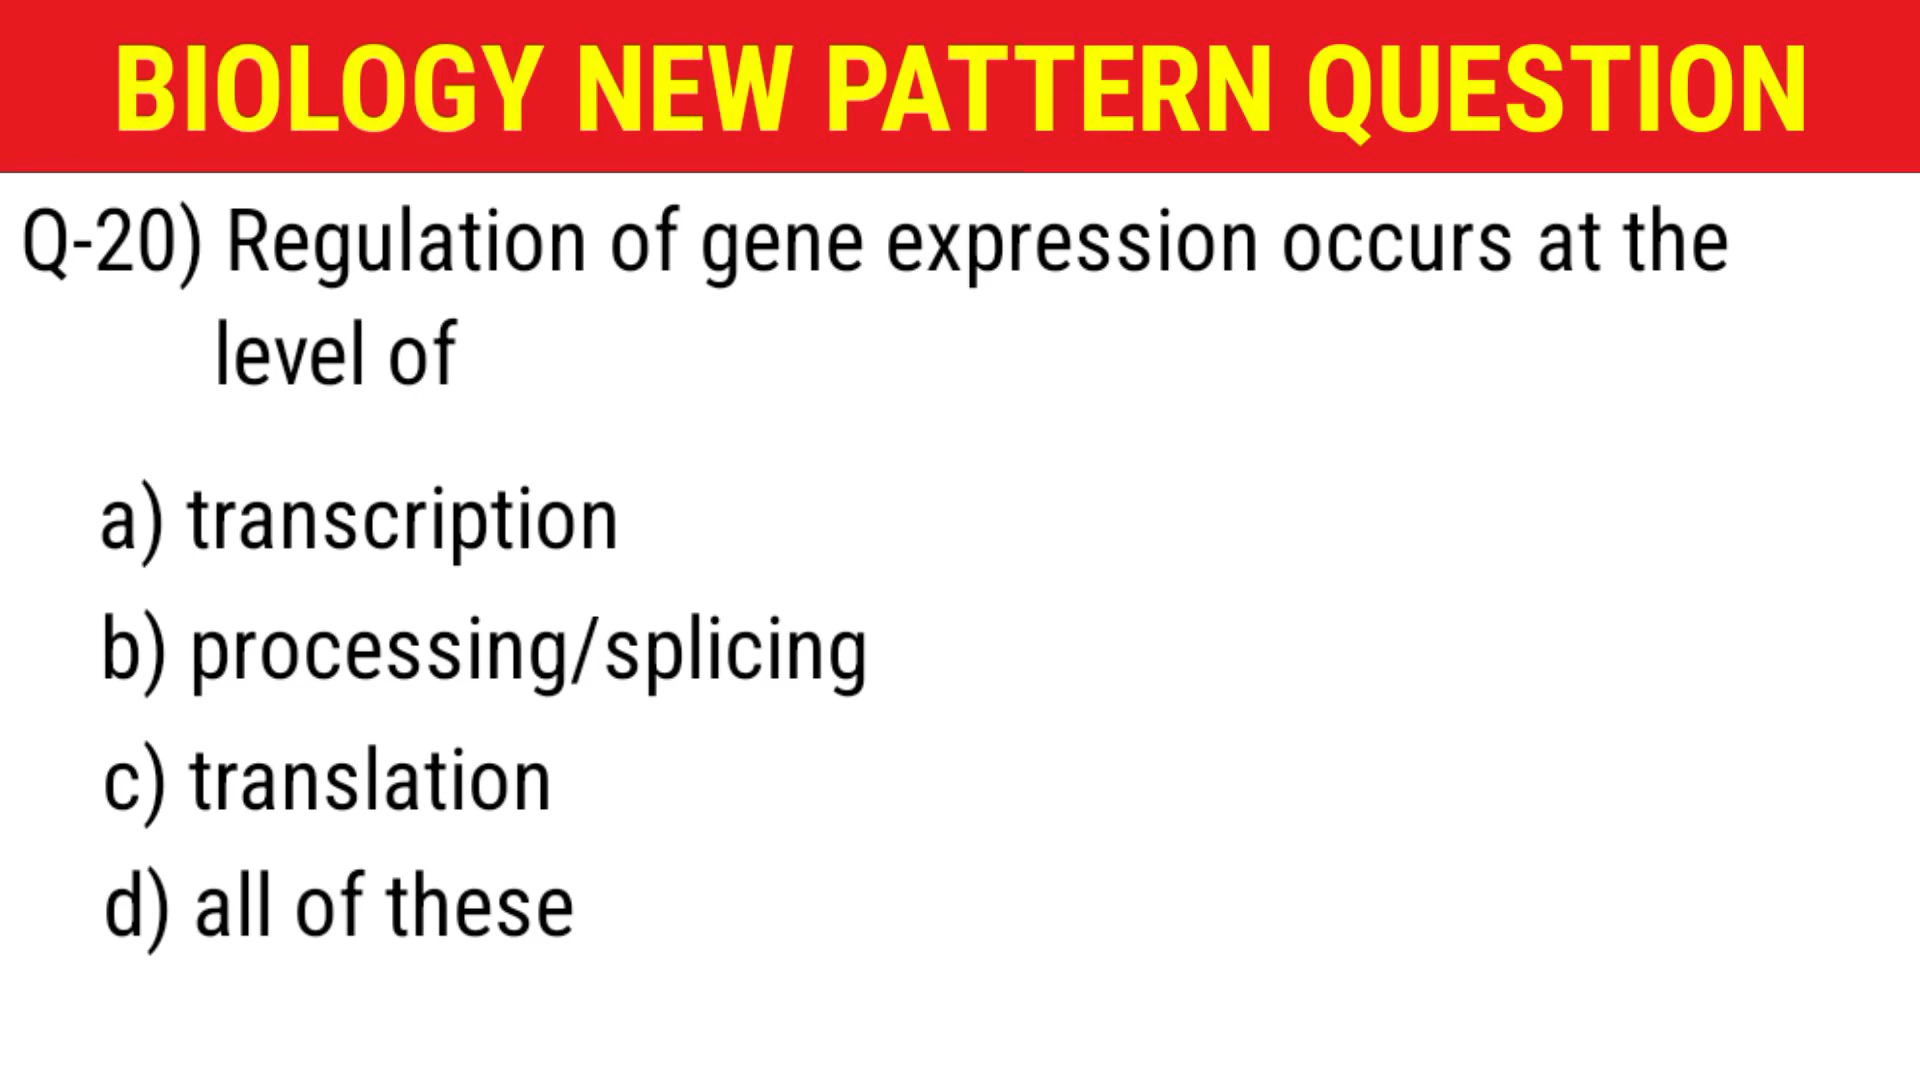 BIOLOGY NEW PATTERN QUESTION
Q-20) Regulation of gene expression occurs at the
level of
a) transcription
b) processing/splicing
c) translation
d) all of these